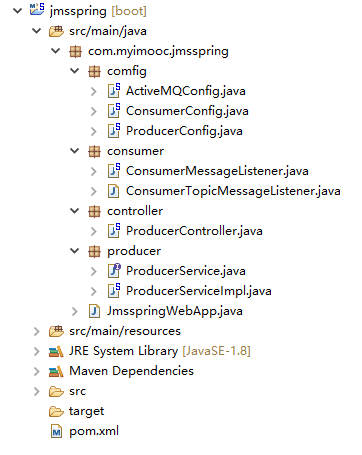 jmsspring [boot]
src/main/java
com.myimooc.jmsspring
comfig
ActiveMQConfig.java
ConsumerConfig.java
ProducerConfig.java
consumer
ConsumerMessageListener.java
ConsumerTopicMessageListener.java
controller
ProducerController.java
producer
ProducerService.java
ProducerServiceImpl.java
JmsspringWebApp.java
src/main/resources
JRE System Library [JavaSE-1.8]
Maven Dependencies
src
target
pom.xml